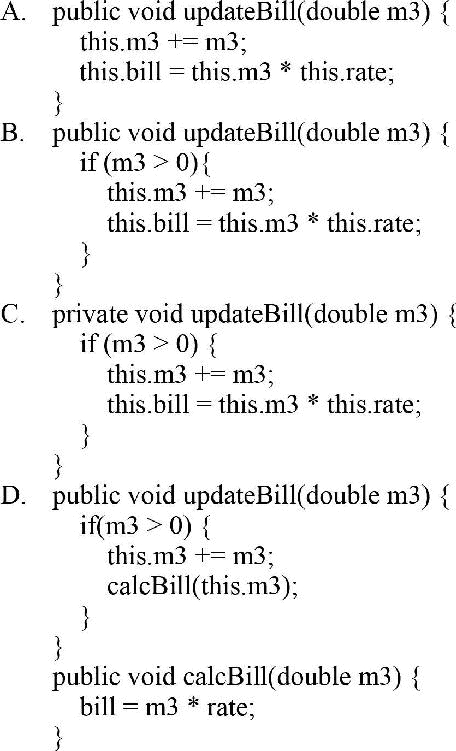 A. public void updateBill(double m3) {
this.m3 += m3;
this.bill = this.m3 * this.rate;
}
B. public void updateBill(double m3) {
if (m3 > 0){
this.m3 += m3;
this.bill = this.m3 * this.rate;
}
}
C. private void updateBill(double m3) {
if (m3 > 0) {
this.m3 += m3;
this.bill = this.m3 * this.rate;
}
}
D. public void updateBill(double m3) {
if(m3 > 0) {
this.m3 += m3;
calcBill(this.m3);
}
}
public void calcBill(double m3) {
bill = m3 * rate;
}